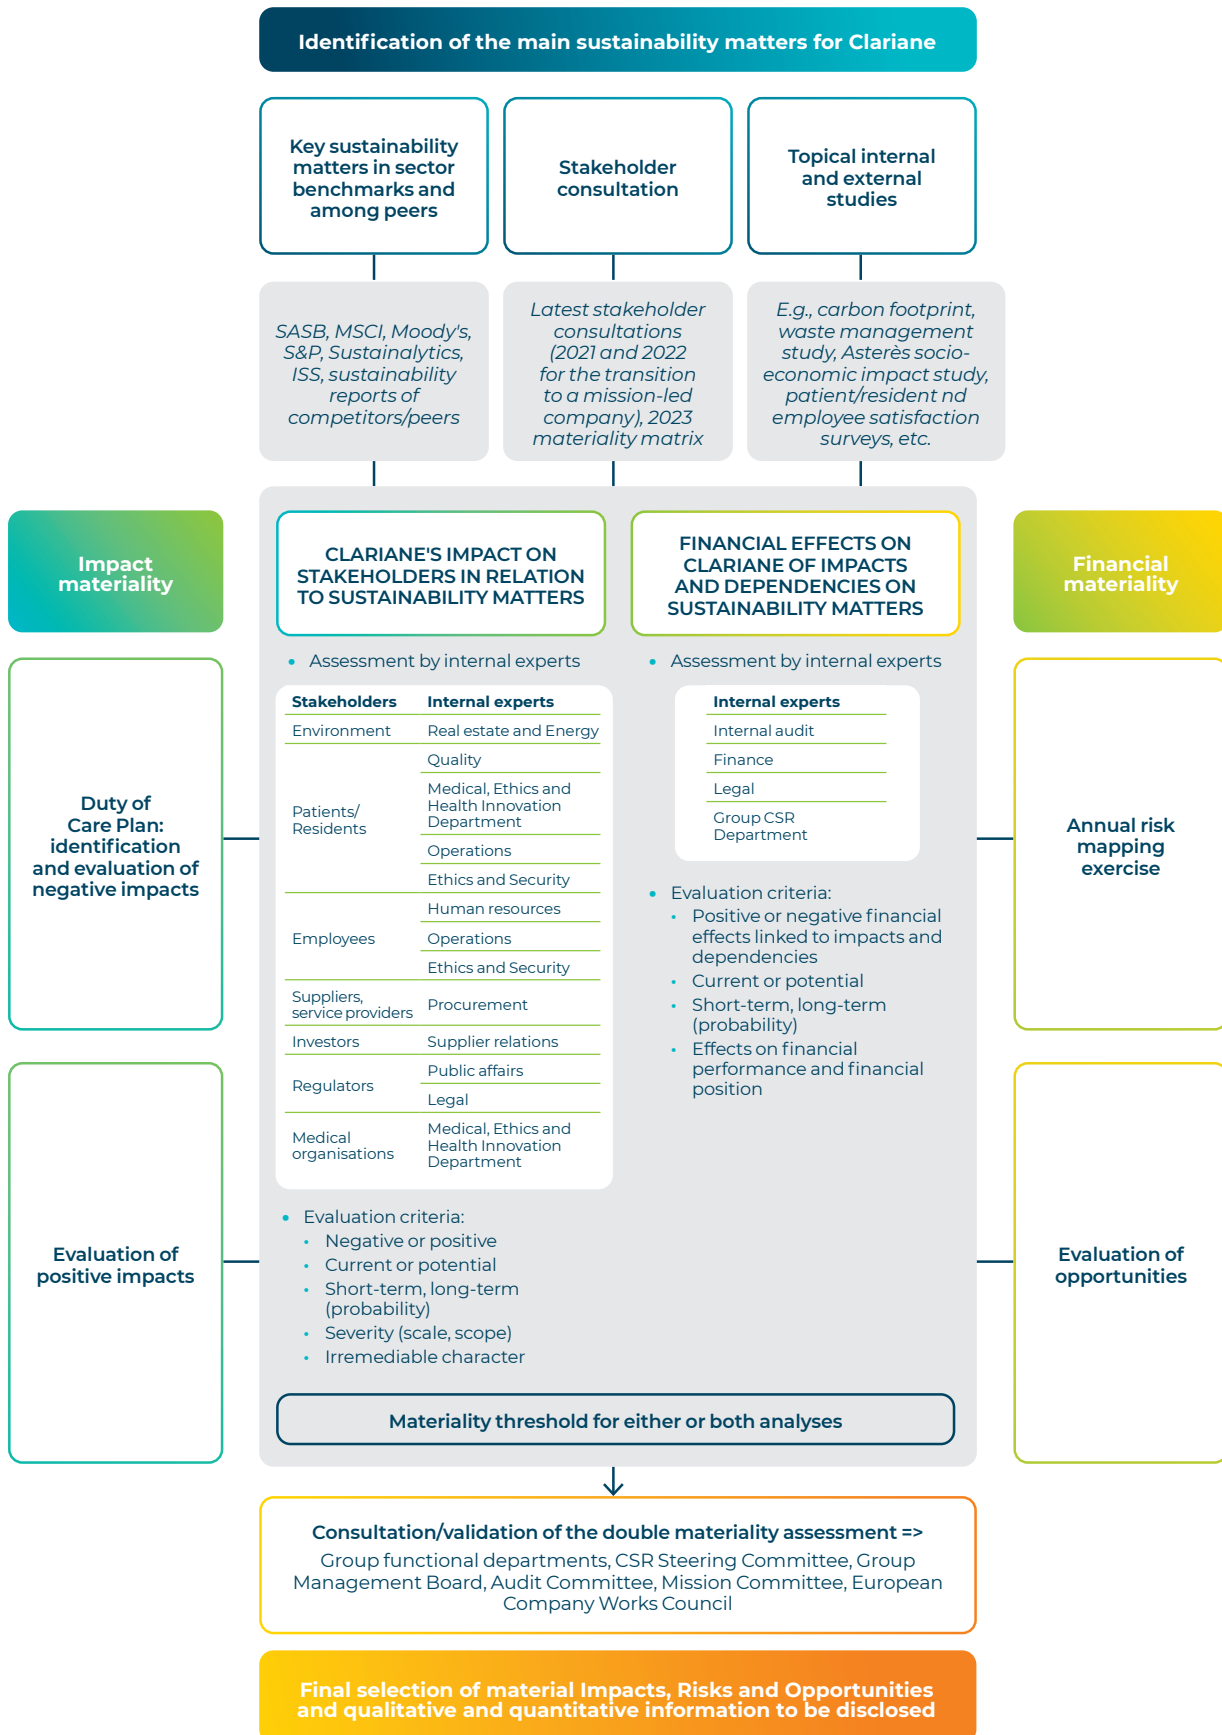 Identification of the main sustainability matters for Clariane
Key sustainability
matters in sector
benchmarks and
among peers
Stakeholder
consultation
Topical internal
and external
studies
SASB, MSCI, Moody's,
S&P, Sustainalytics,
ISS, sustainability
reports of
competitors/peers
Latest stakeholder
consultations
(2021 and 2022
for the transition
to a mission-led
company), 2023
materiality matrix
E.g., carbon footprint,
waste management
study, Asterès socio-
economic impact study,
patient/resident nd
employee satisfaction
surveys, etc.
Impact
materiality
Duty of
Care Plan:
identification
and evaluation of
negative impacts
Evaluation of
positive impacts
CLARIANE'S IMPACT ON
STAKEHOLDERS IN RELATION
TO SUSTAINABILITY MATTERS
• Assessment by internal experts
Stakeholders Internal experts
Environment Real estate and Energy
Patients/
Residents
Quality
Medical, Ethics and
Health Innovation
Department
Operations
Ethics and Security
Employees
Human resources
Operations
Ethics and Security
Suppliers,
service providers
Procurement
Investors Supplier relations
Regulators
Public affairs
Legal
Medical
organisations
Medical, Ethics and
Health Innovation
Department
• Evaluation criteria:
• Negative or positive
• Current or potential
• Short-term, long-term
(probability)
• Severity (scale, scope)
• Irremediable character
FINANCIAL EFFECTS ON
CLARIANE OF IMPACTS
AND DEPENDENCIES ON
SUSTAINABILITY MATTERS
• Assessment by internal experts
Internal experts
Internal audit
Finance
Legal
Group CSR
Department
• Evaluation criteria:
• Positive or negative financial
effects linked to impacts and
dependencies
• Current or potential
• Short-term, long-term
(probability)
• Effects on financial
performance and financial
position
Financial
materiality
Annual risk
mapping
exercise
Evaluation of
opportunities
Materiality threshold for either or both analyses
Consultation/validation of the double materiality assessment =>
Group functional departments, CSR Steering Committee, Group
Management Board, Audit Committee, Mission Committee, European
Company Works Council
Final selection of material Impacts, Risks and Opportunities
and qualitative and quantitative information to be disclosed